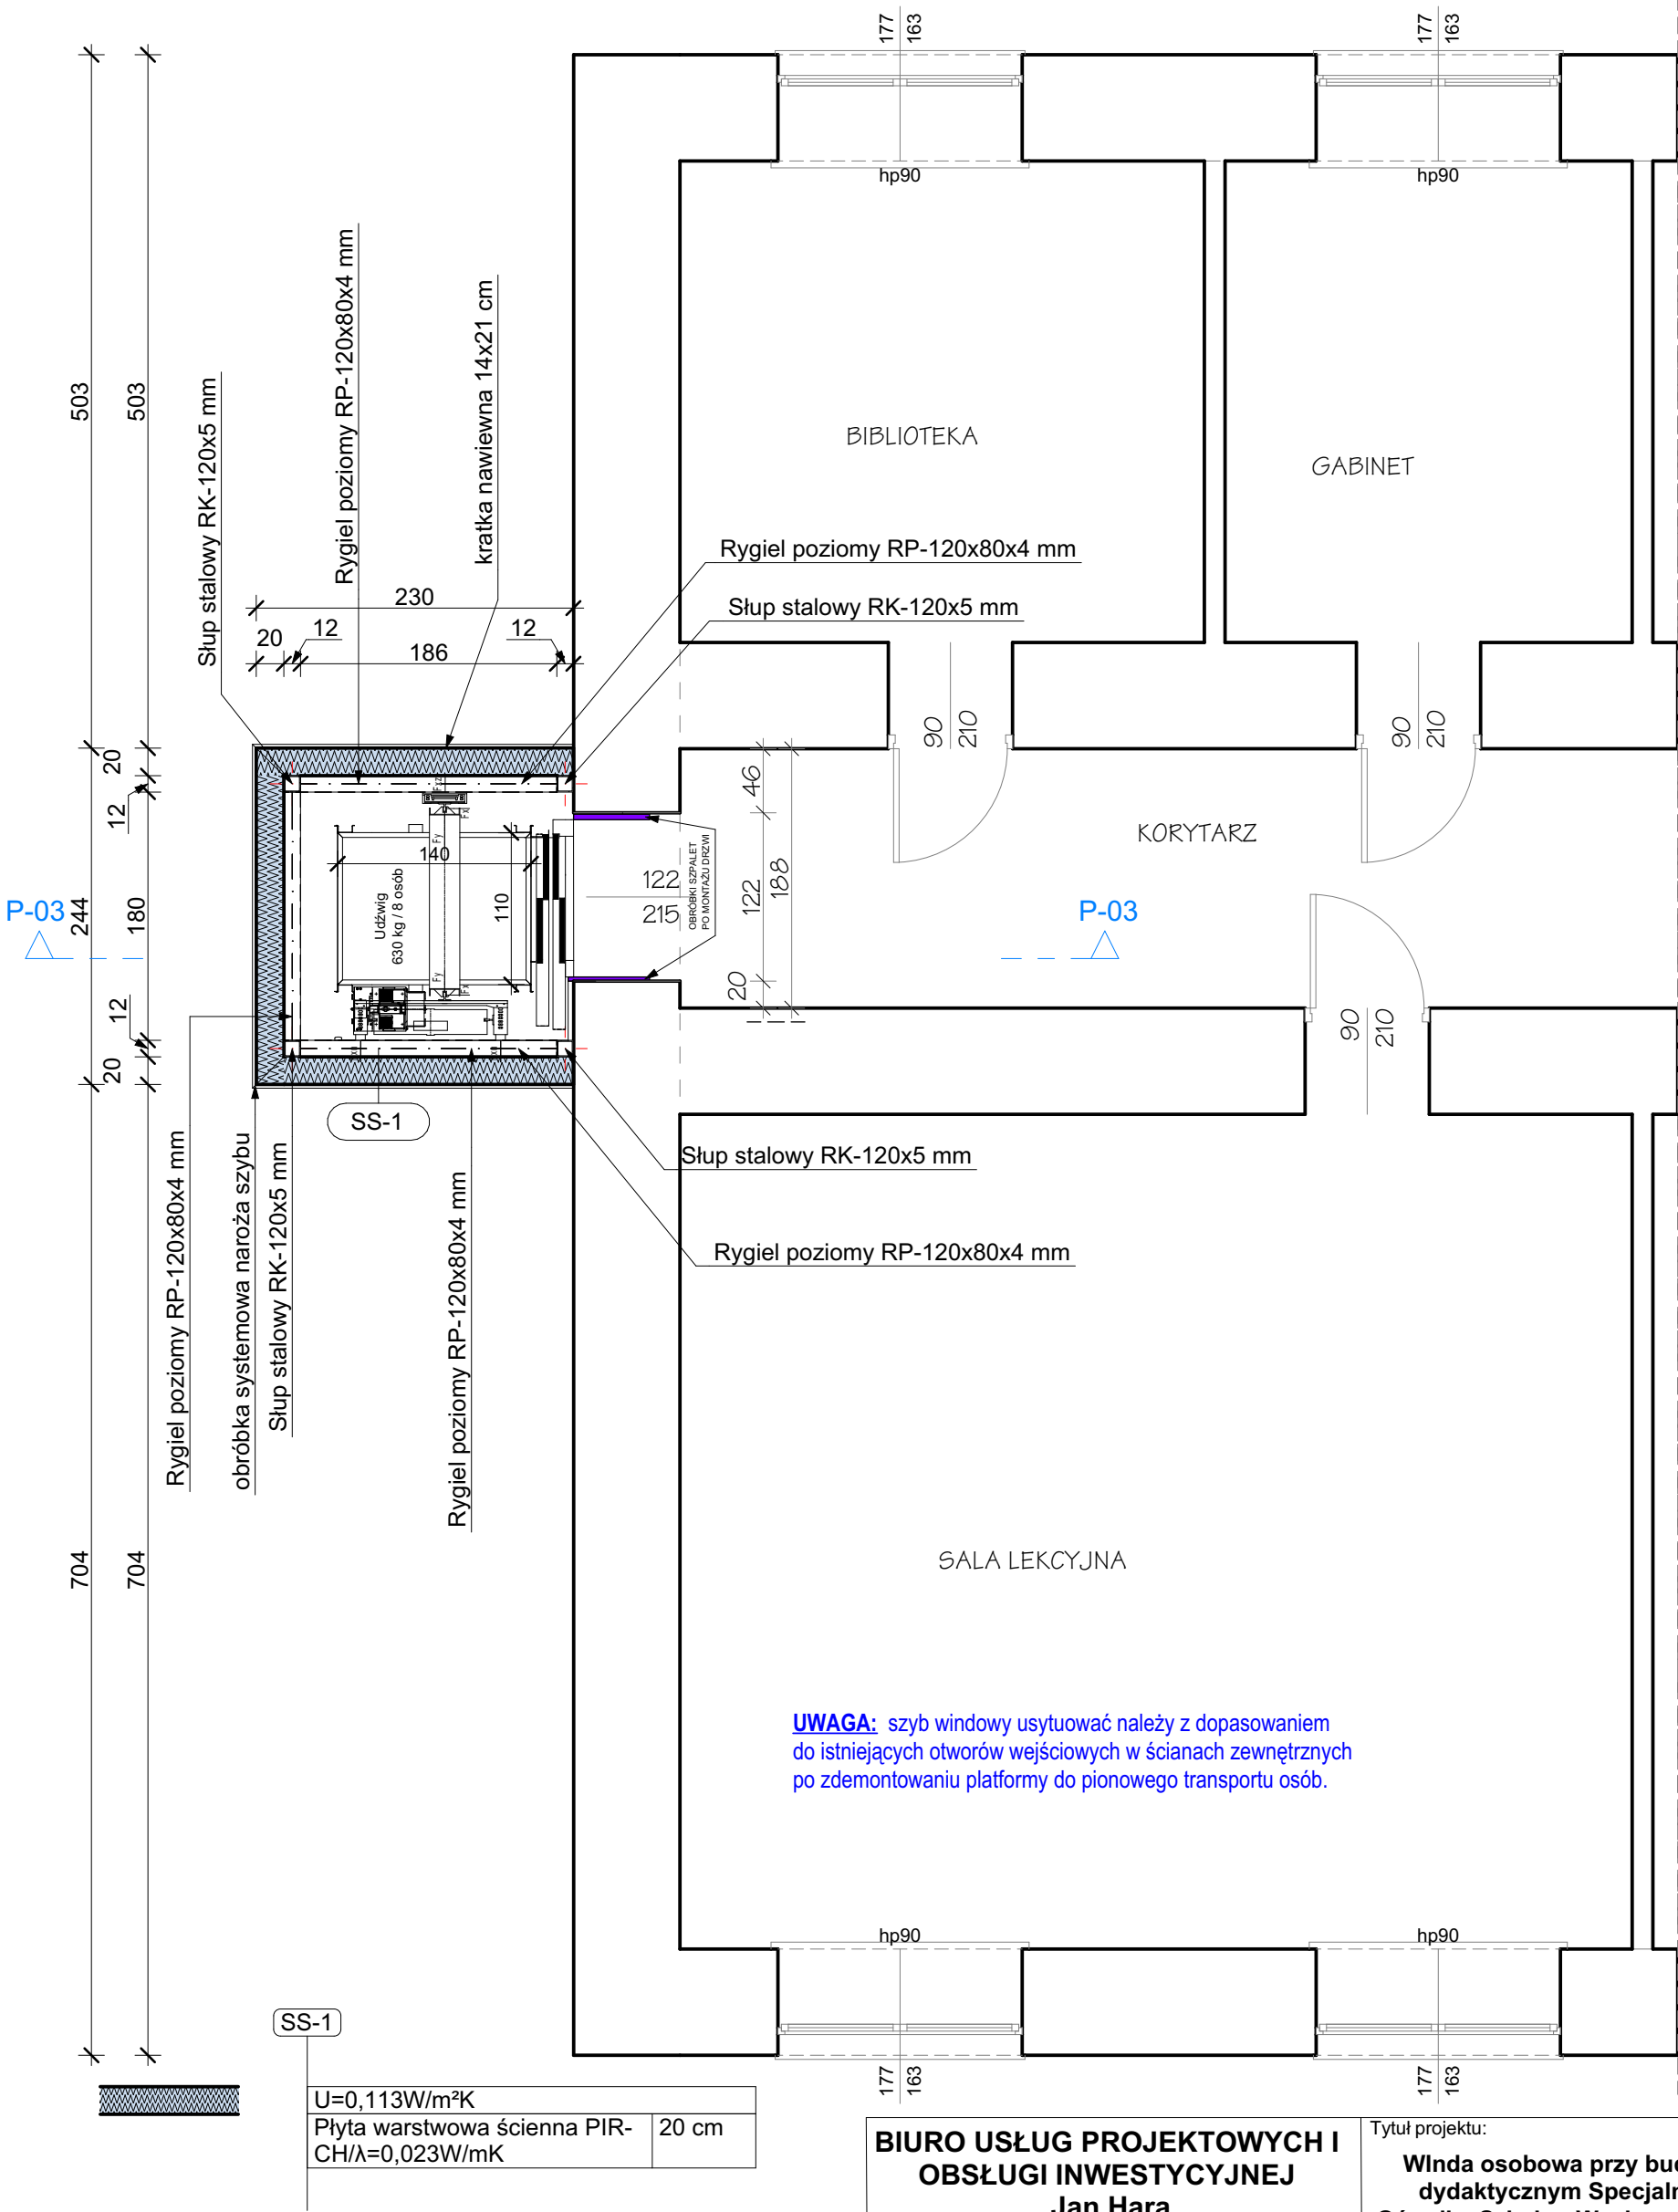 177
163
177
163
hp90
hp90
503
503
Słup stalowy RK-120x5 mm
Rygiel poziomy RP-120x80x4 mm
kratka nawiewna 14x21 cm
BIBLIOTEKA
GABINET
Rygiel poziomy RP-120x80x4 mm
Słup stalowy RK-120x5 mm
230
20
12
186
12
90
210
90
210
20
12
46
122
188
20
KORYTARZ
140
110
Udźwig
630 kg / 8 osób
Fy
Fy
Fx
Fx
122
215
OBRÓBKI SZPALET
PO MONTAŻU DRZWI
P-03
244
180
P-03
12
20
90
210
SS-1
Słup stalowy RK-120x5 mm
Rygiel poziomy RP-120x80x4 mm
Rygiel poziomy RP-120x80x4 mm
obróbka systemowa naroża szybu
Słup stalowy RK-120x5 mm
Rygiel poziomy RP-120x80x4 mm
704
704
SALA LEKCYJNA
UWAGA: szyb windowy usytuować należy z dopasowaniem
do istniejących otworów wejściowych w ścianach zewnętrznych
po zdemontowaniu platformy do pionowego transportu osób.
hp90
hp90
177
163
177
163
SS-1
U=0,113W/m²K
Płyta warstwowa ścienna PIR-
CH/λ=0,023W/mK
20 cm
BIURO USŁUG PROJEKTOWYCH I
OBSŁUGI INWESTYCYJNEJ
Jan Hara
Tytuł projektu:
WInda osobowa przy bud
dydaktycznym Specjaln